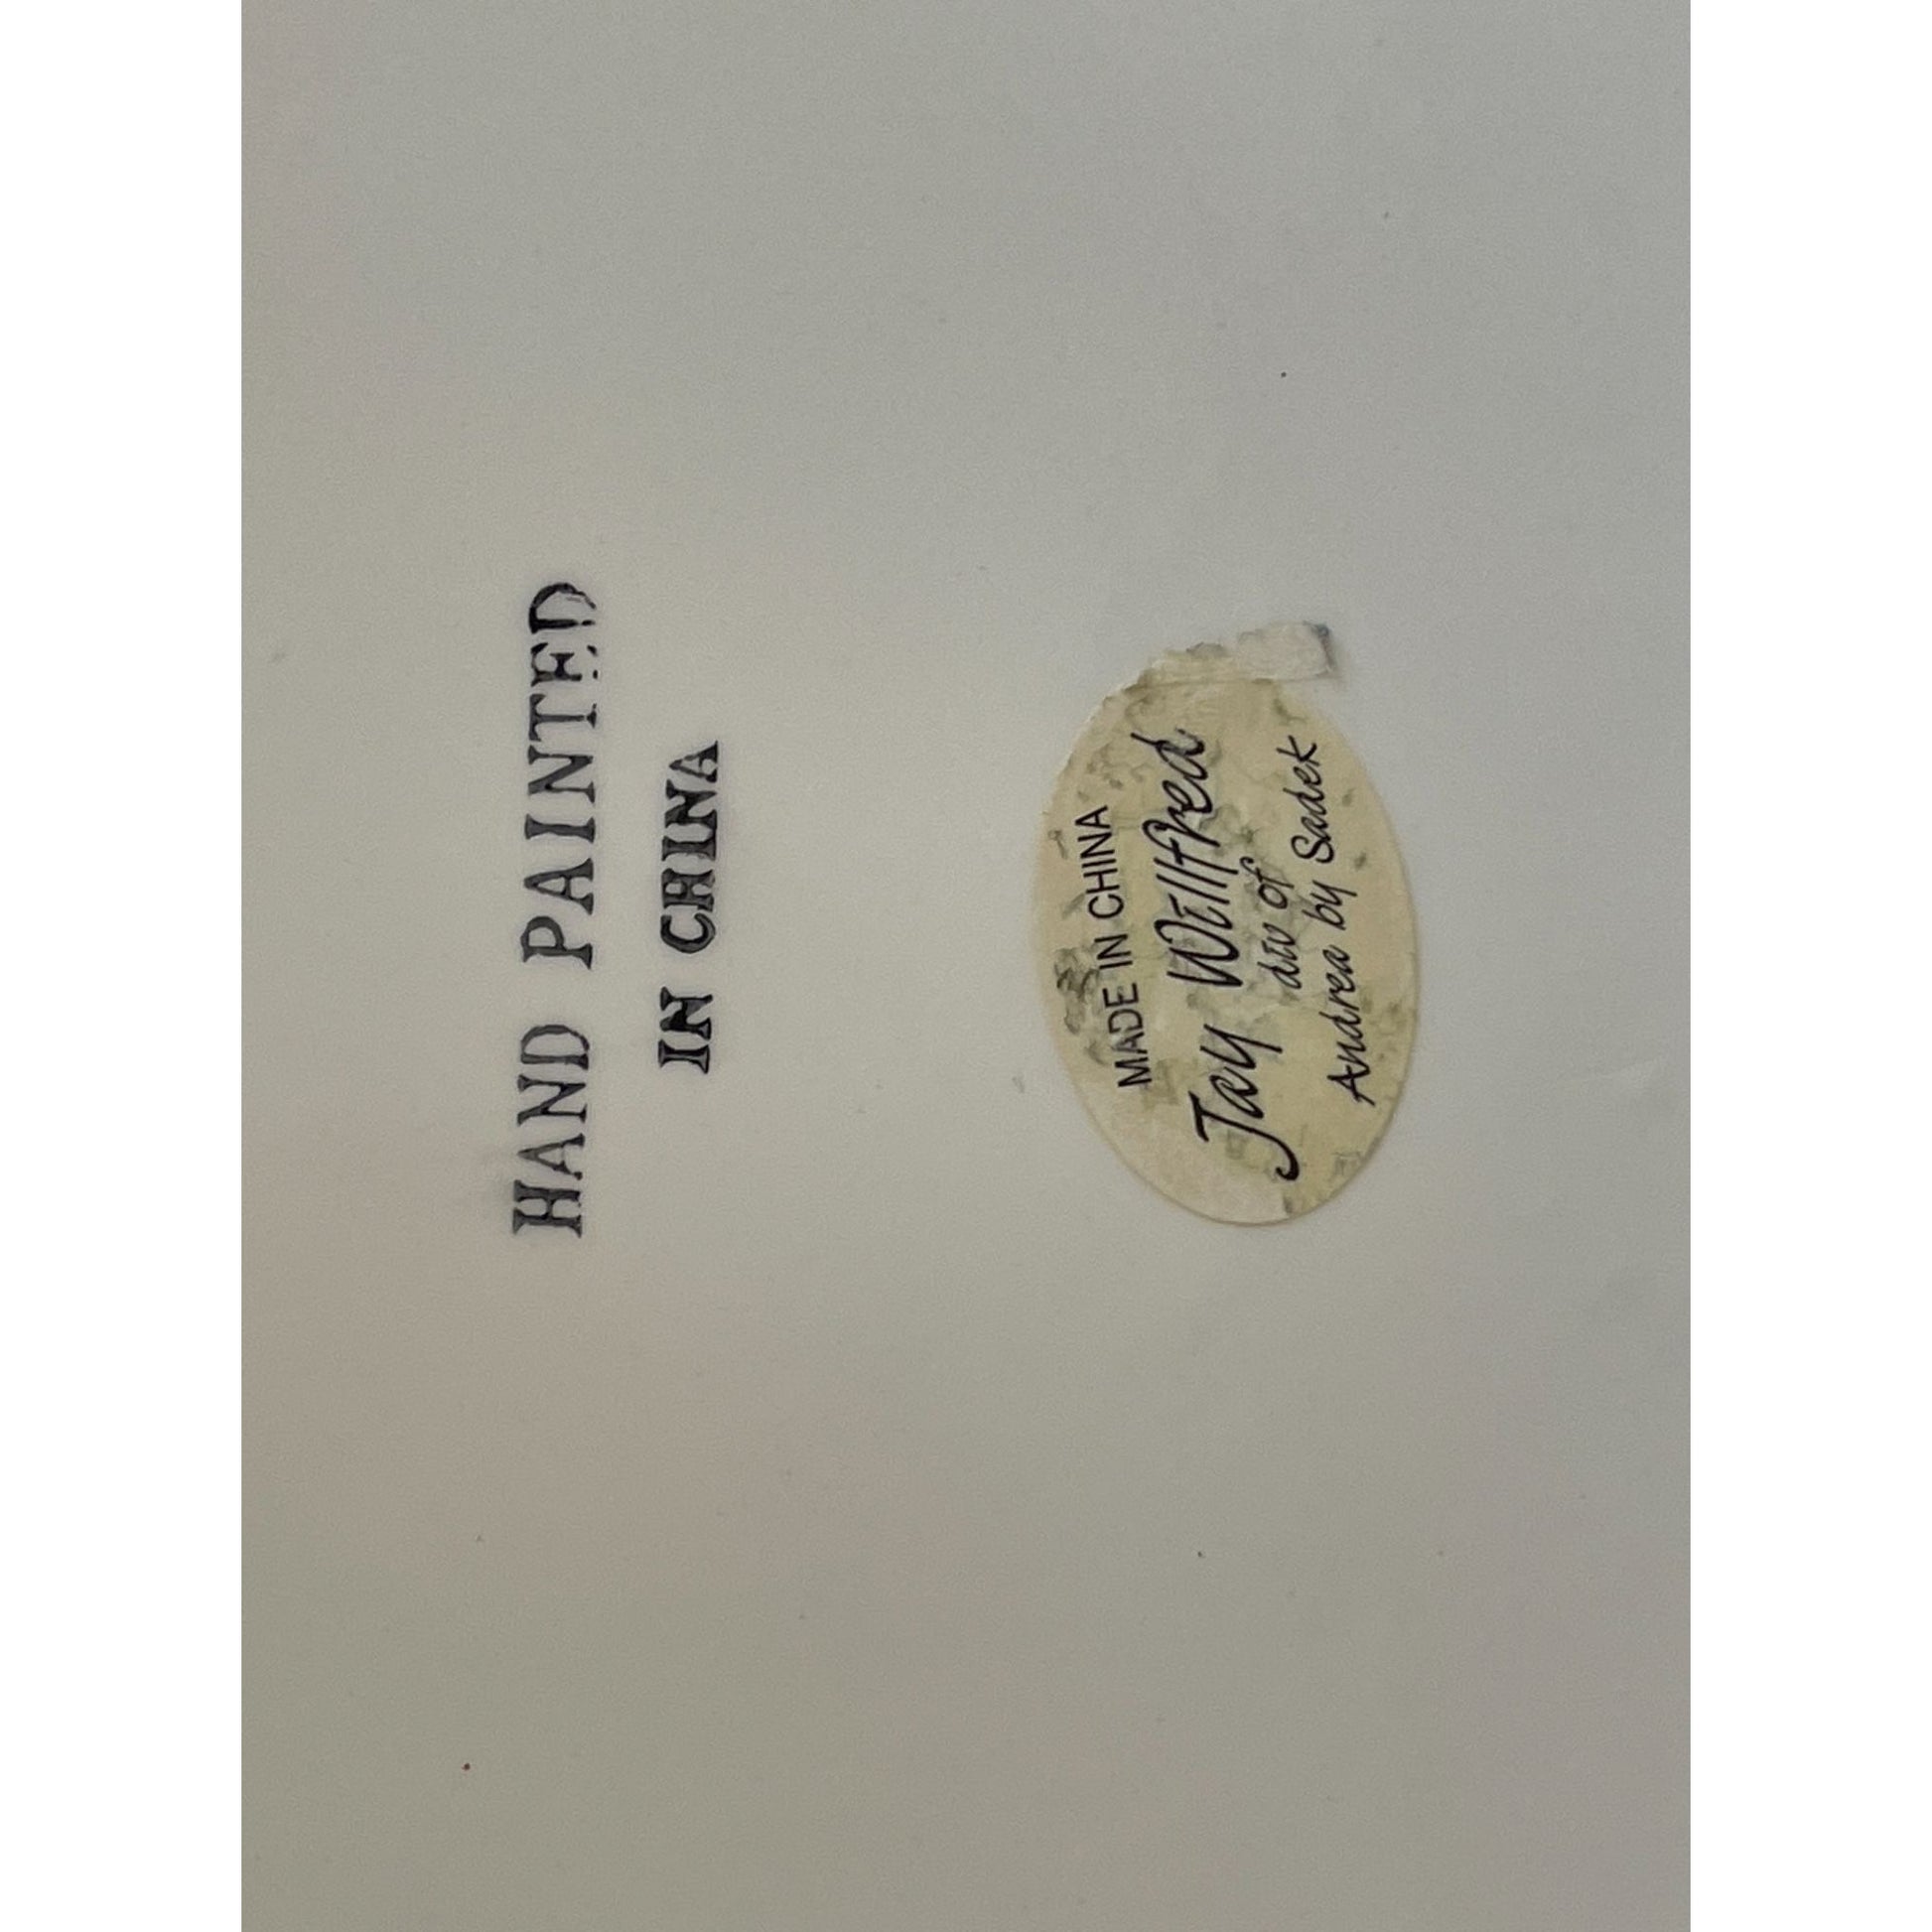 HAND PAINTED
IN CHINA
MADE IN CHINA
Jay Willfred
div of
Andrea by Sadek